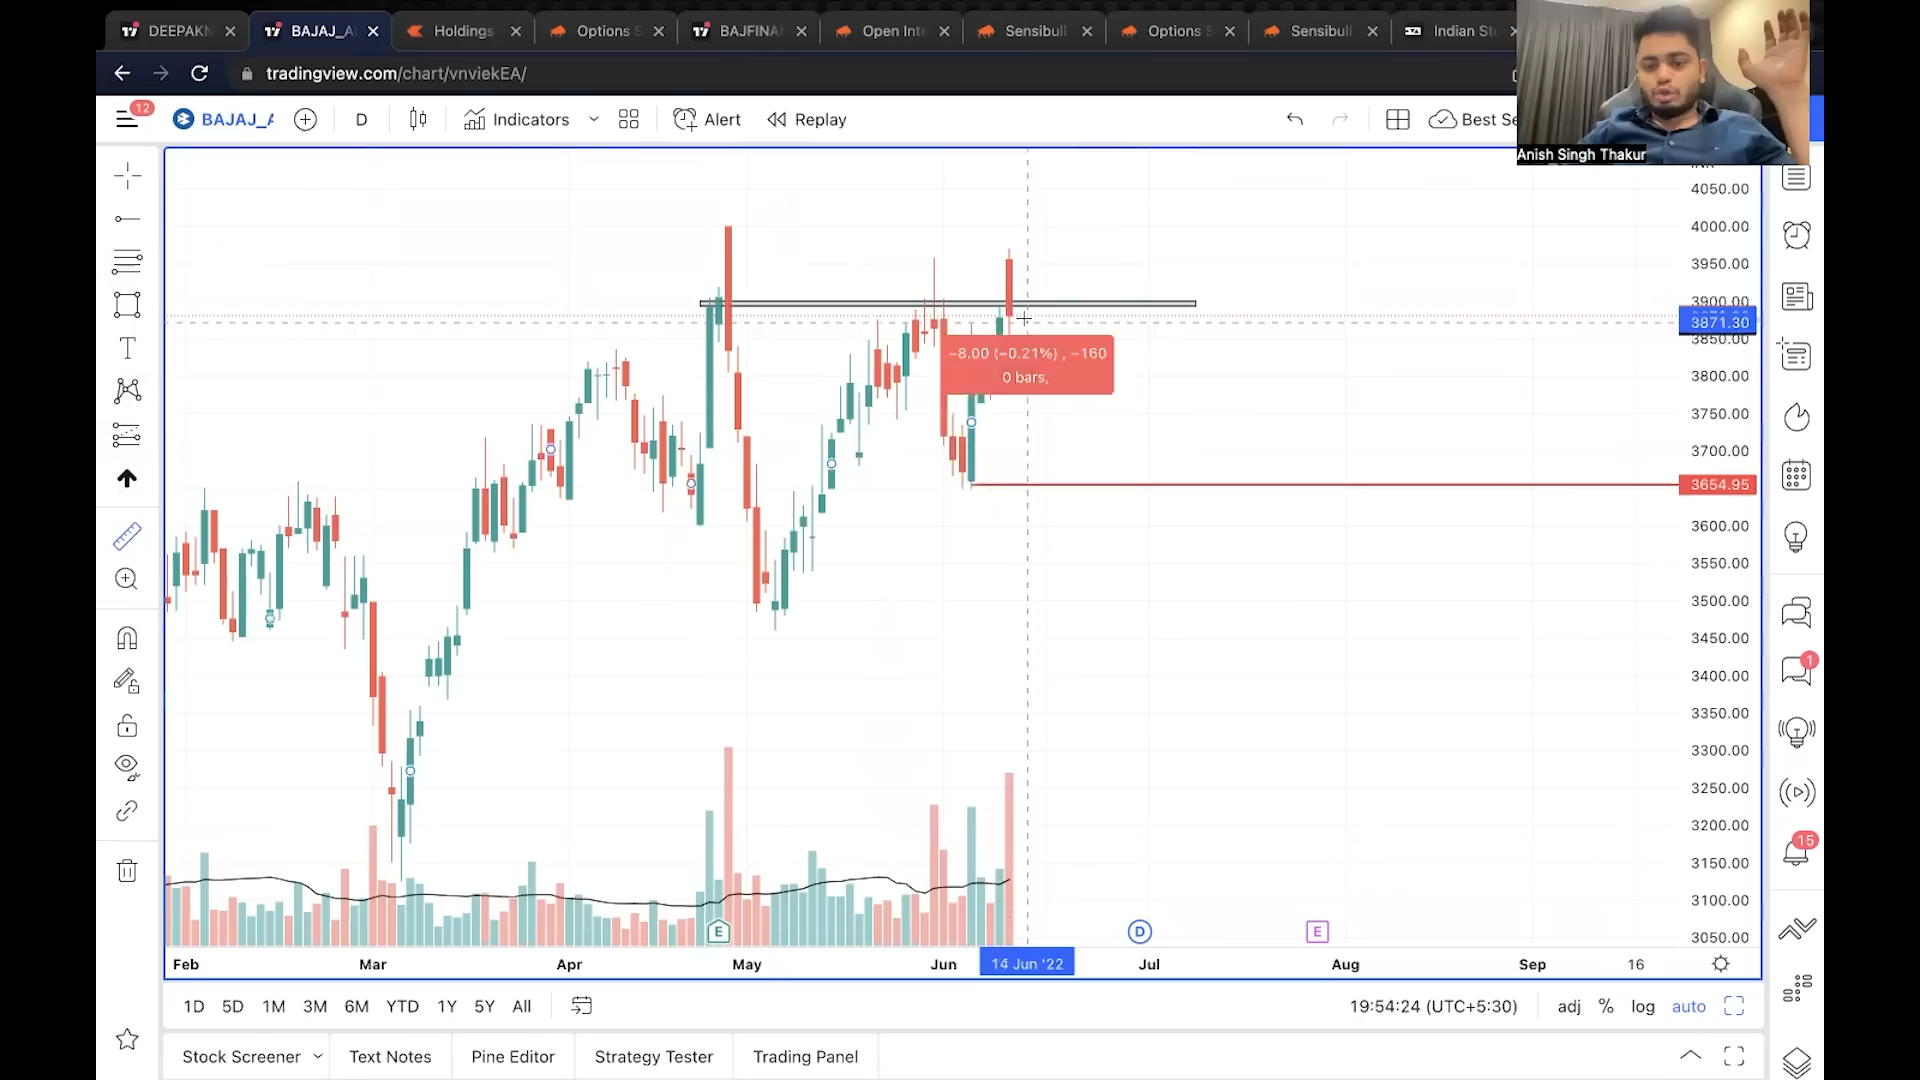 DEEPAKN
BAJAJ_A
Holdings
Options S
BAJFINA
Open Inte
Sensibull
Options S
Sensibull
Indian Sto
tradingview.com/chart/vnviekEA/
12
BAJAJ_A
D
Indicators
Alert
Replay
Best Se
Anish Singh Thakur
4050.00
4000.00
3950.00
3900.00
3871.30
3850.00
−8.00 (−0.21%) , −160
0 bars,
3800.00
3750.00
3700.00
3654.95
3600.00
3550.00
3500.00
3450.00
3400.00
3350.00
3300.00
3250.00
3200.00
3150.00
3100.00
3050.00
1
15
E
D
E
Feb
Mar
Apr
May
Jun
14 Jun '22
Jul
Aug
Sep
16
1D 5D 1M 3M 6M YTD 1Y 5Y All
19:54:24 (UTC+5:30)
adj % log auto
Stock Screener
Text Notes
Pine Editor
Strategy Tester
Trading Panel